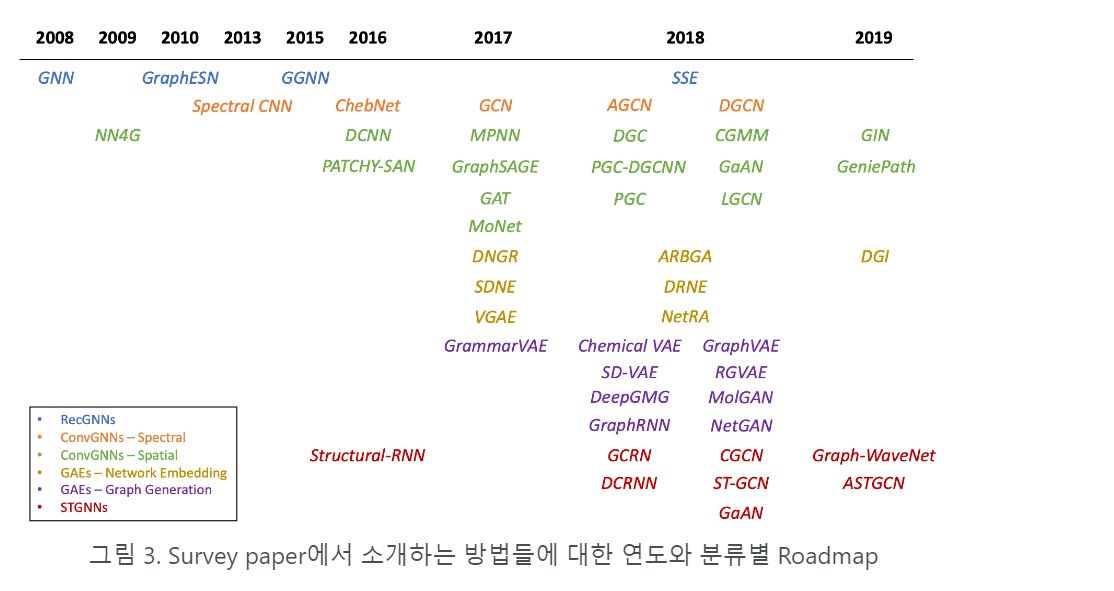 2008 2009 2010 2013 2015 2016 2017 2018 2019
GNN GraphESN GGNN SSE
Spectral CNN ChebNet GCN AGCN DGCN
NN4G DCNN MPNN DGC CGMM GIN
PATCHY-SAN GraphSAGE PGC-DGCNN GaAN GeniePath
GAT PGC LGCN
MoNet
DNGR ARBGA DGI
SDNE DRNE
VGAE NetRA
GrammarVAE Chemical VAE GraphVAE
SD-VAE RGVAE
DeepGMG MolGAN
GraphRNN NetGAN
Structural-RNN GCRN CGCN Graph-WaveNet
DCRNN ST-GCN ASTGCN
GaAN
• RecGNNs
• ConvGNNs – Spectral
• ConvGNNs – Spatial
• GAEs – Network Embedding
• GAEs – Graph Generation
• STGNNs
그림 3. Survey paper에서 소개하는 방법들에 대한 연도와 분류별 Roadmap